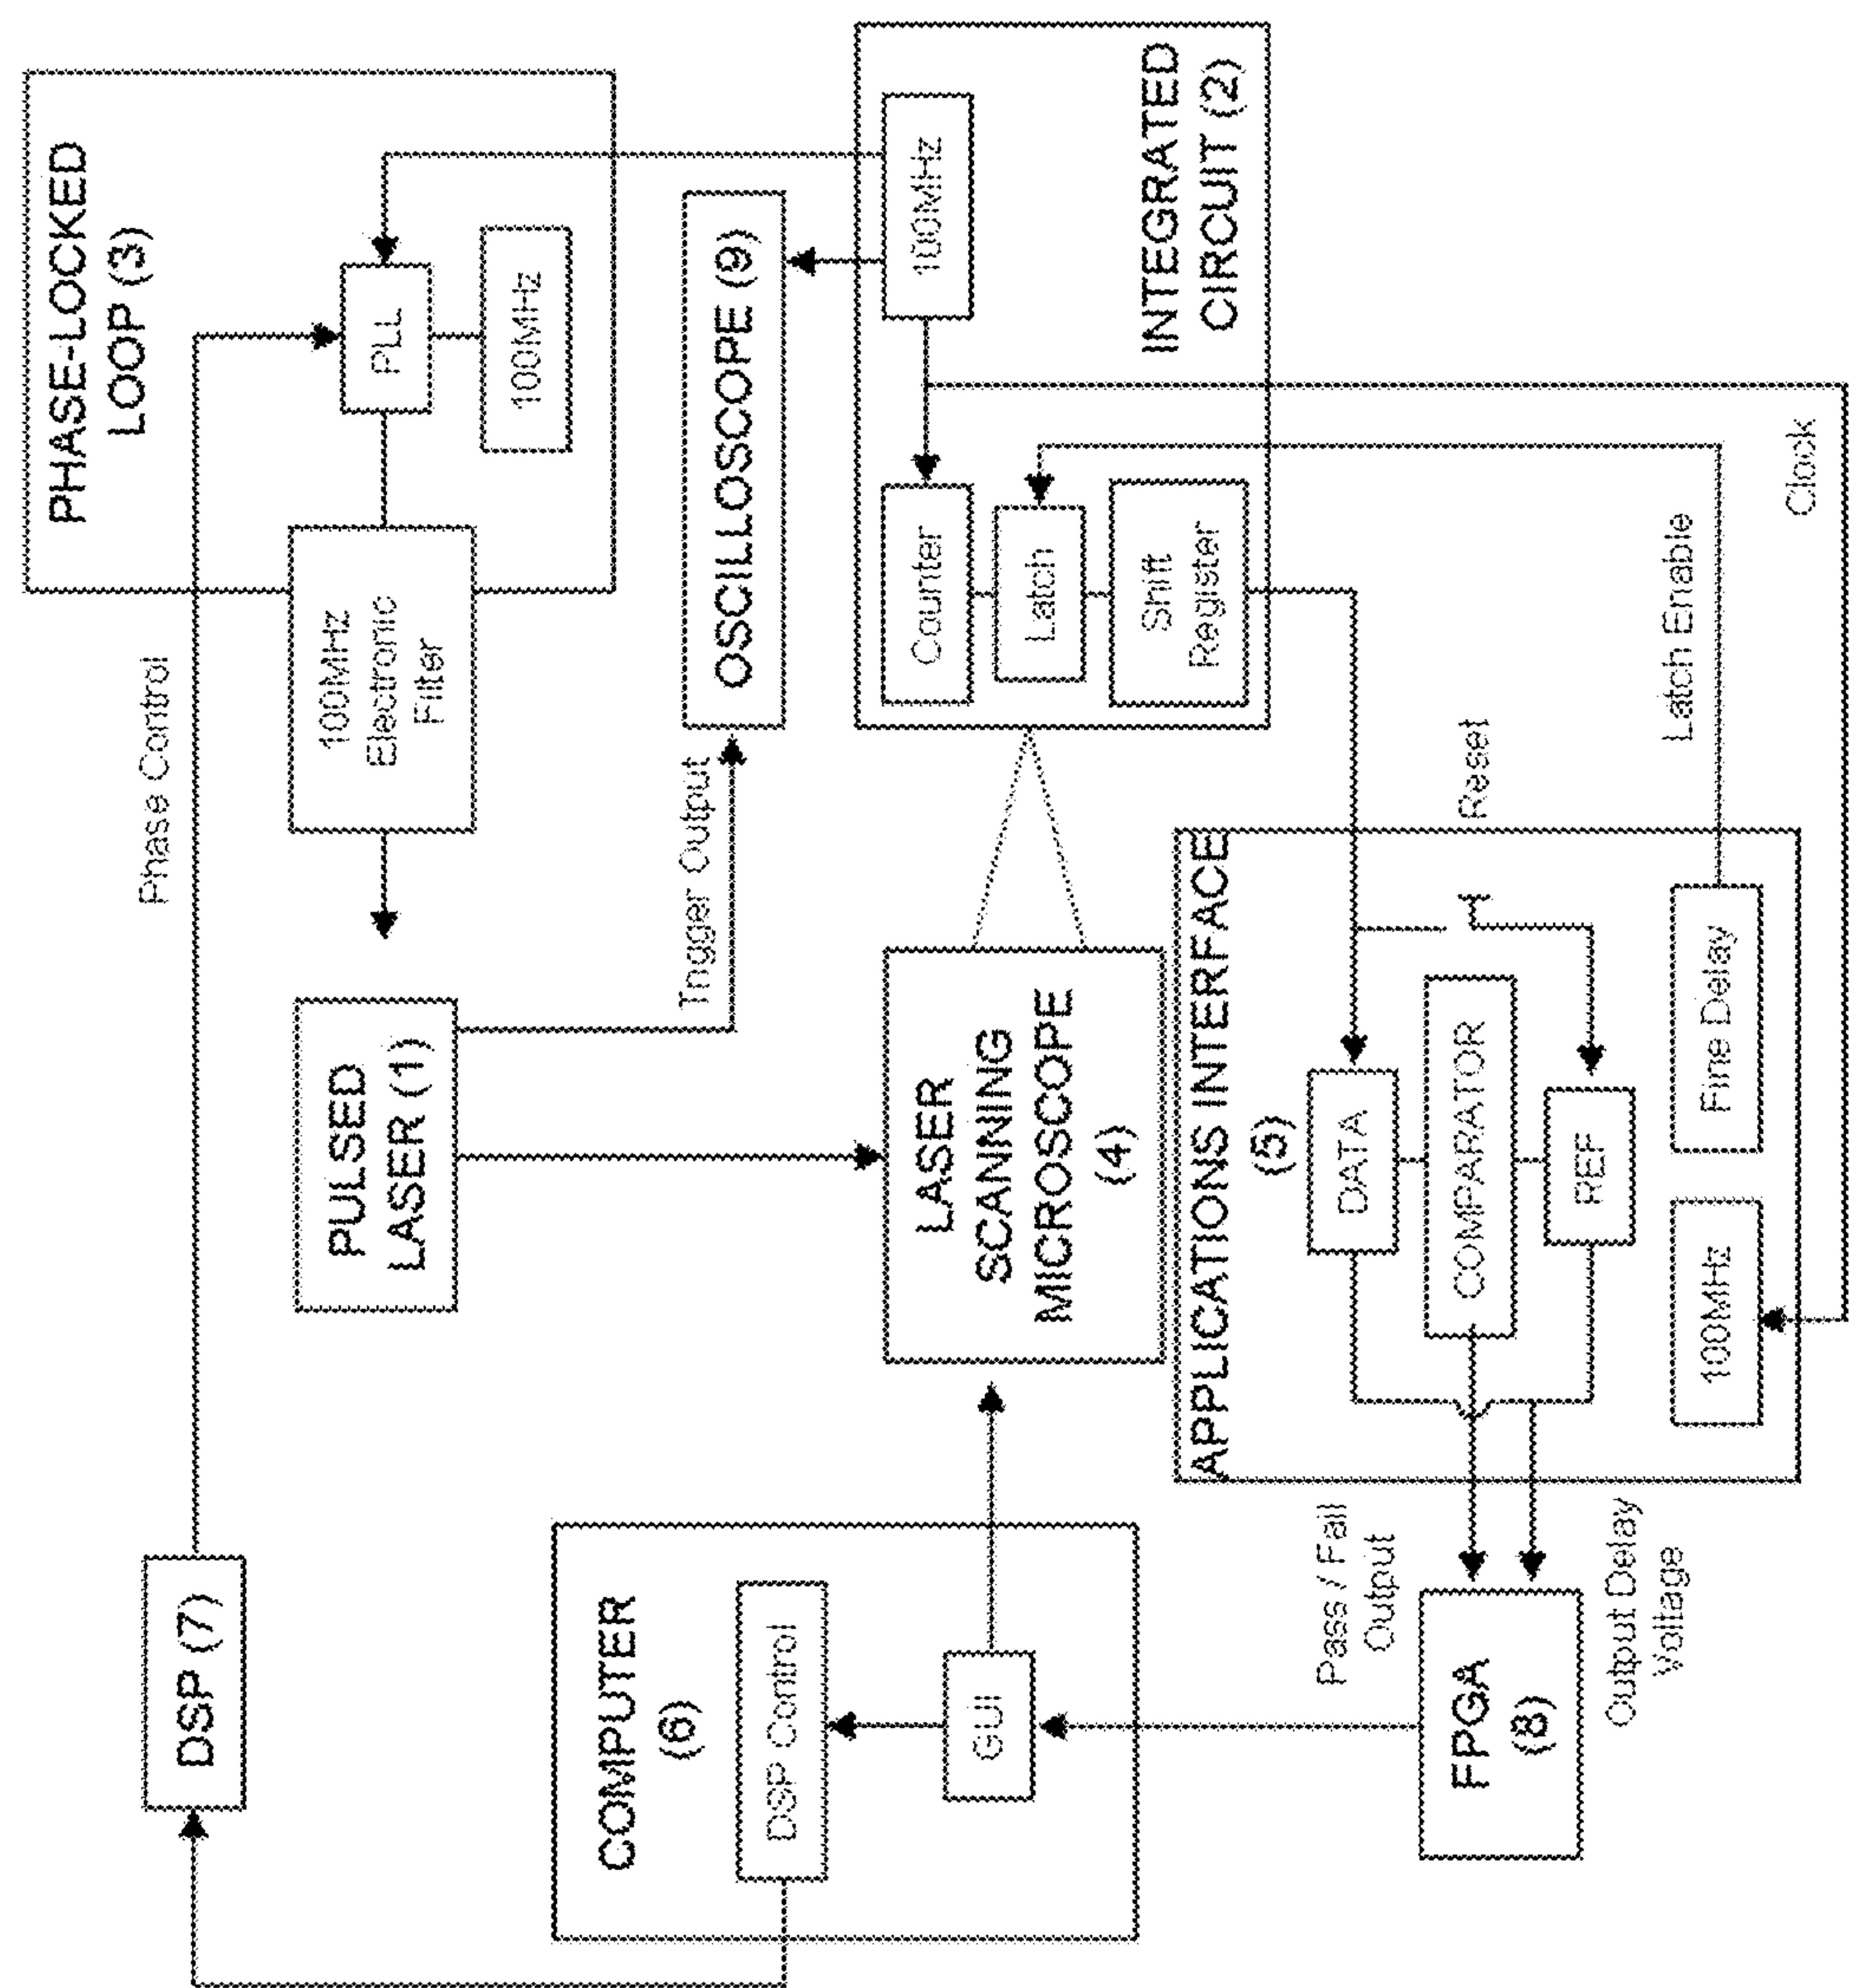 DSP (7)
Phase Control
PHASE-LOCKED
LOOP (3)
PLL
100MHz
100MHz
Electronic
Filter
PULSED
LASER (1)
Trigger Output
OSCILLOSCOPE (9)
COMPUTER
(6)
DSP Control
GUI
LASER
SCANNING
MICROSCOPE
(4)
100MHz
Counter
Latch
Shift
Register
INTEGRATED
CIRCUIT (2)
APPLICATIONS INTERFACE
(5)
DATA
COMPARATOR
REF
100MHz
Fine Delay
Reset
Latch Enable
Clock
Pass / Fail
Output
FPGA
(8)
Output Delay
Voltage